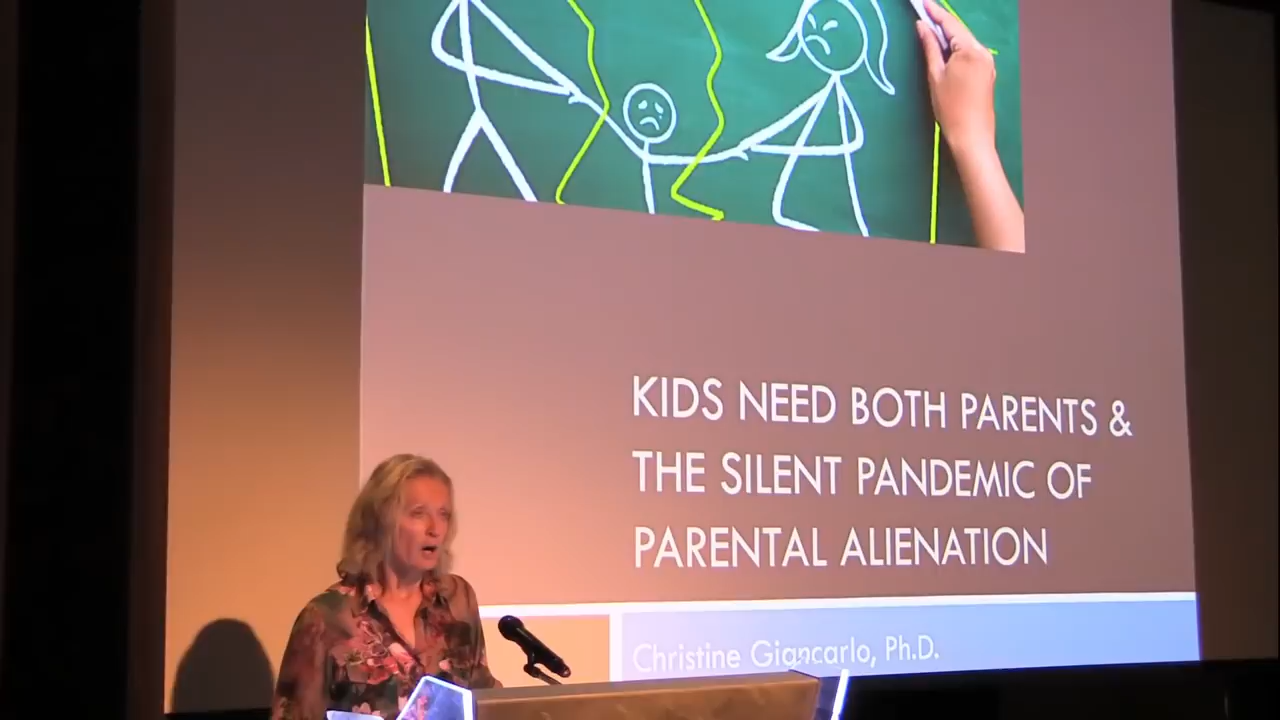 KIDS NEED BOTH PARENTS &
THE SILENT PANDEMIC OF
PARENTAL ALIENATION
Christine Giancarlo, Ph.D.